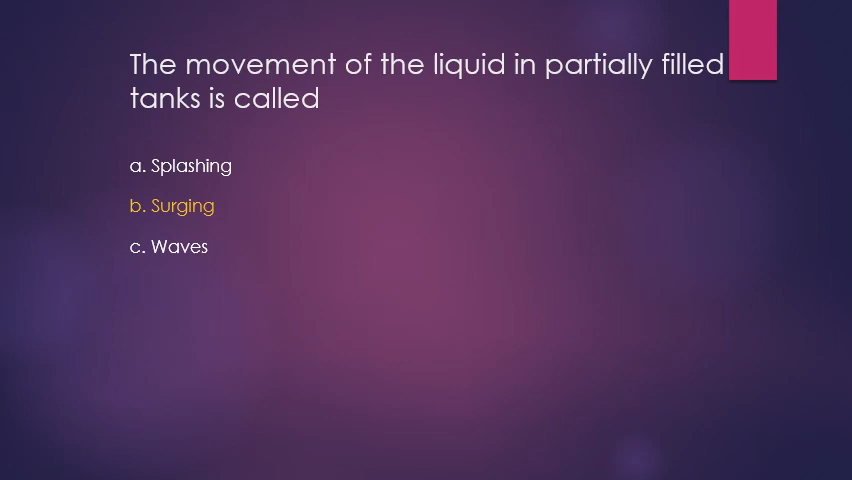 The movement of the liquid in partially filled
tanks is called
a. Splashing
b. Surging
c. Waves